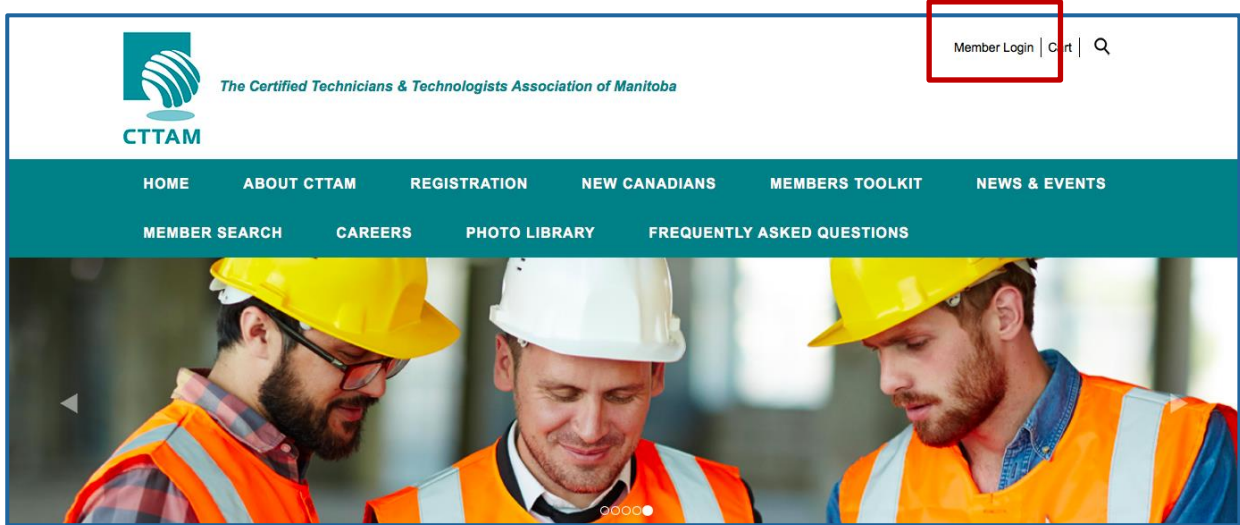 Member Login | Cart |
The Certified Technicians & Technologists Association of Manitoba
CTTAM
HOME ABOUT CTTAM REGISTRATION NEW CANADIANS MEMBERS TOOLKIT NEWS & EVENTS
MEMBER SEARCH CAREERS PHOTO LIBRARY FREQUENTLY ASKED QUESTIONS